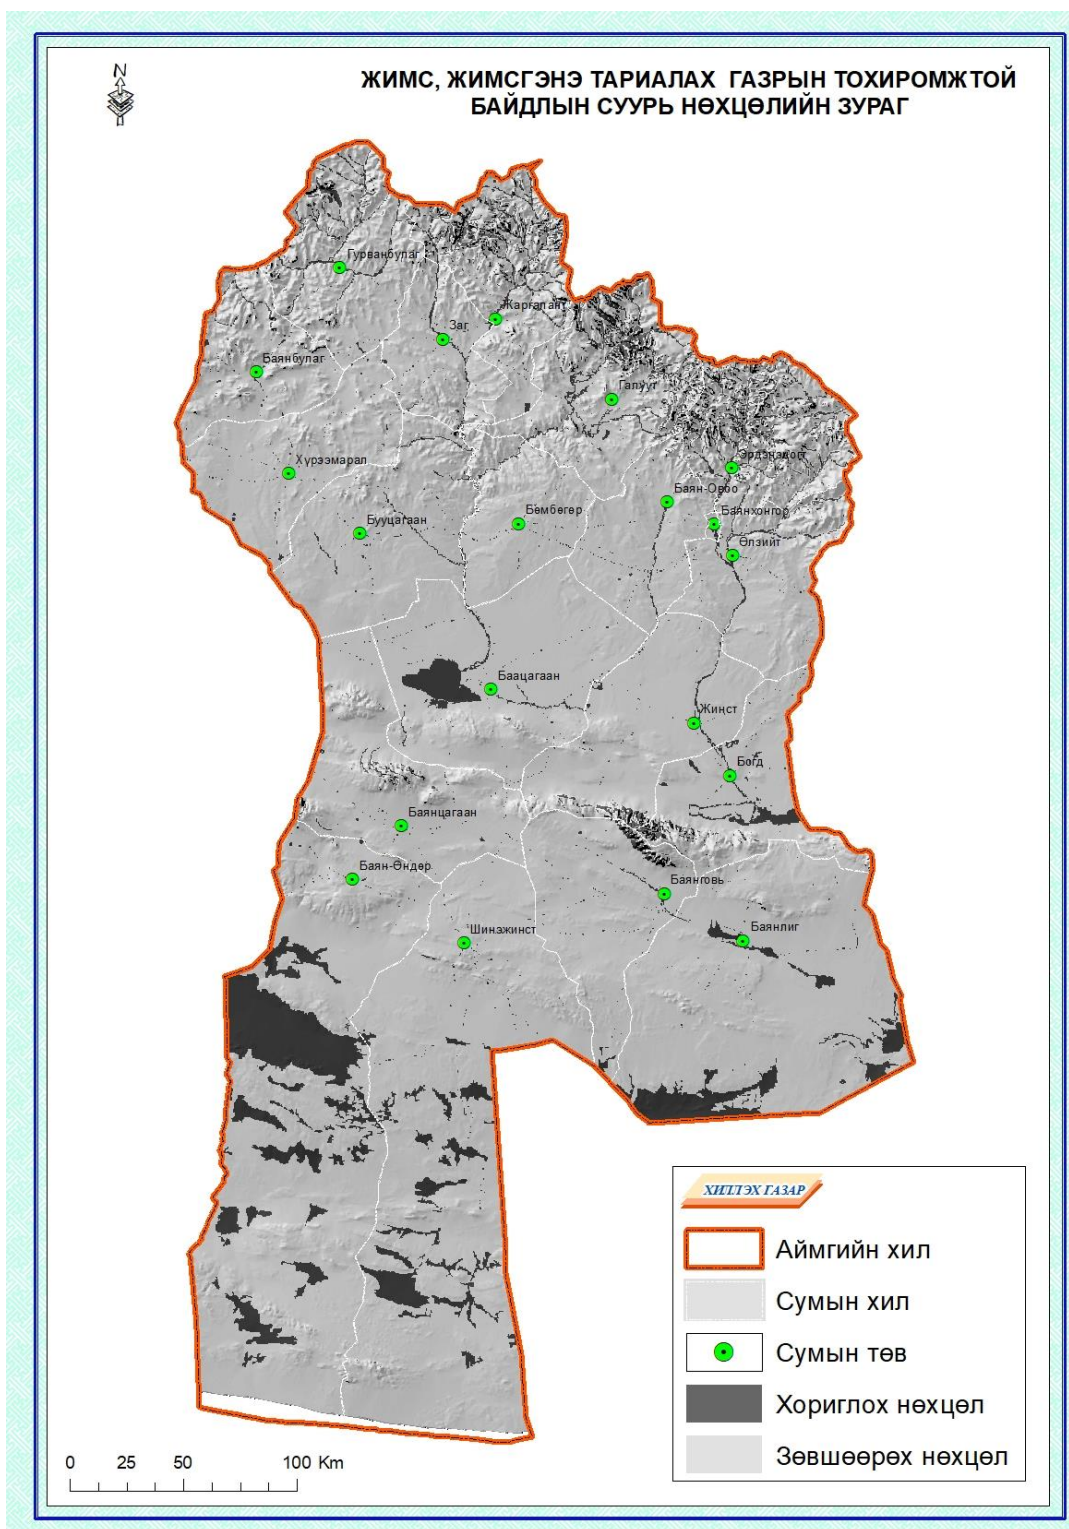 N
ЖИМС, ЖИМСГЭНЭ ТАРИАЛАХ ГАЗРЫН ТОХИРОМЖТОЙ
БАЙДЛЫН СУУРЬ НӨХЦӨЛИЙН ЗУРАГ
Гурванбулаг
Жаргалант
Заг
Баянбулаг
Галуут
Эрдэнэцогт
Хүрээмарал
Баян-Овоо
Баянхонгор
Бөмбөгөр
Бууцагаан
Өлзийт
Баацагаан
Жинст
Богд
Баянцагаан
Баян-Өндөр
Баянговь
Баянлиг
Шинэжинст
ХИЛЛЭХ ГАЗАР
Аймгийн хил
Сумын хил
Сумын төв
Хориглох нөхцөл
Зөвшөөрөх нөхцөл
0 25 50 100 Km